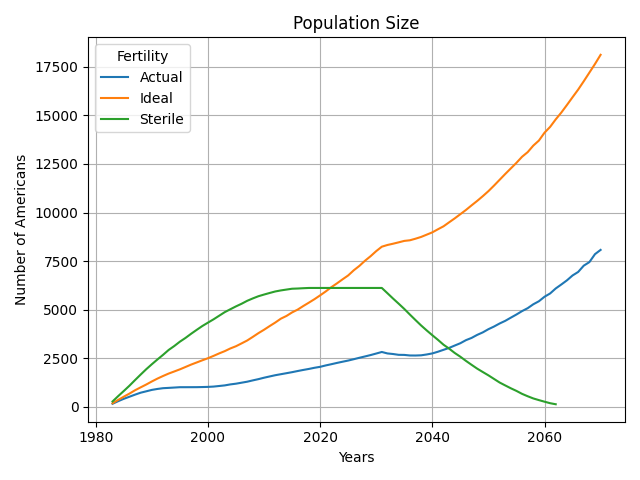 Population Size
Fertility
Actual
Ideal
Sterile
Number of Americans
17500
15000
12500
10000
7500
5000
2500
0
1980
2000
2020
2040
2060
Years